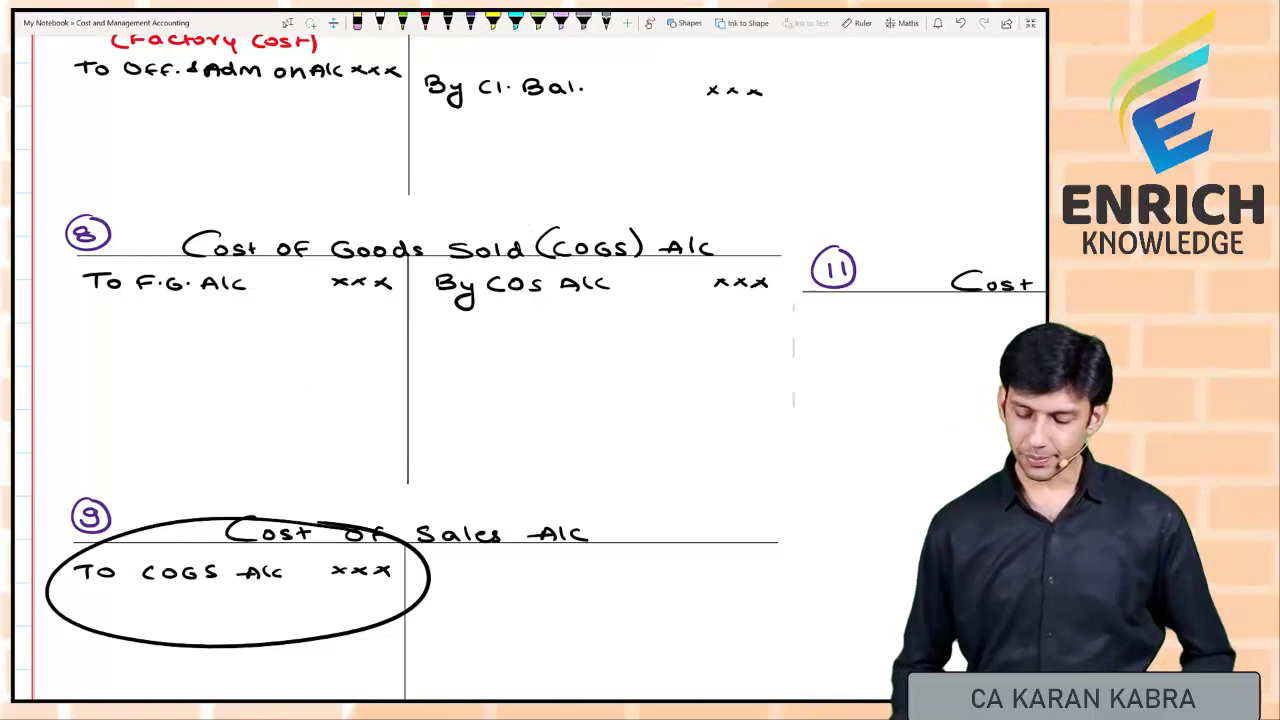 My Notebook » Cost and Management Accounting
Shapes
Ink to Shape
Ink to Text
Ruler
Maths
(Factory Cost)
To Off. & Adm on A/c xxx
By Cl. Bal. xxx
8
Cost of Goods Sold (COGS) A/c
To F.G. A/c xxx
By COS A/c xxx
11
Cost
9
Cost of Sales A/c
To COGS A/c xxx
ENRICH
KNOWLEDGE
CA KARAN KABRA